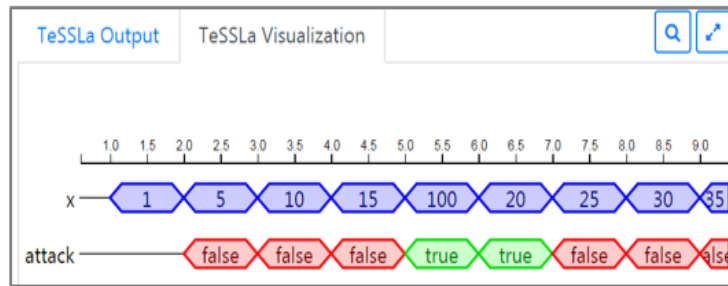 TeSSLa Output TeSSLa Visualization
1.0 1.5 2.0 2.5 3.0 3.5 4.0 4.5 5.0 5.5 6.0 6.5 7.0 7.5 8.0 8.5 9.0
x 1 5 10 15 100 20 25 30 35
attack false false false true true false false alse